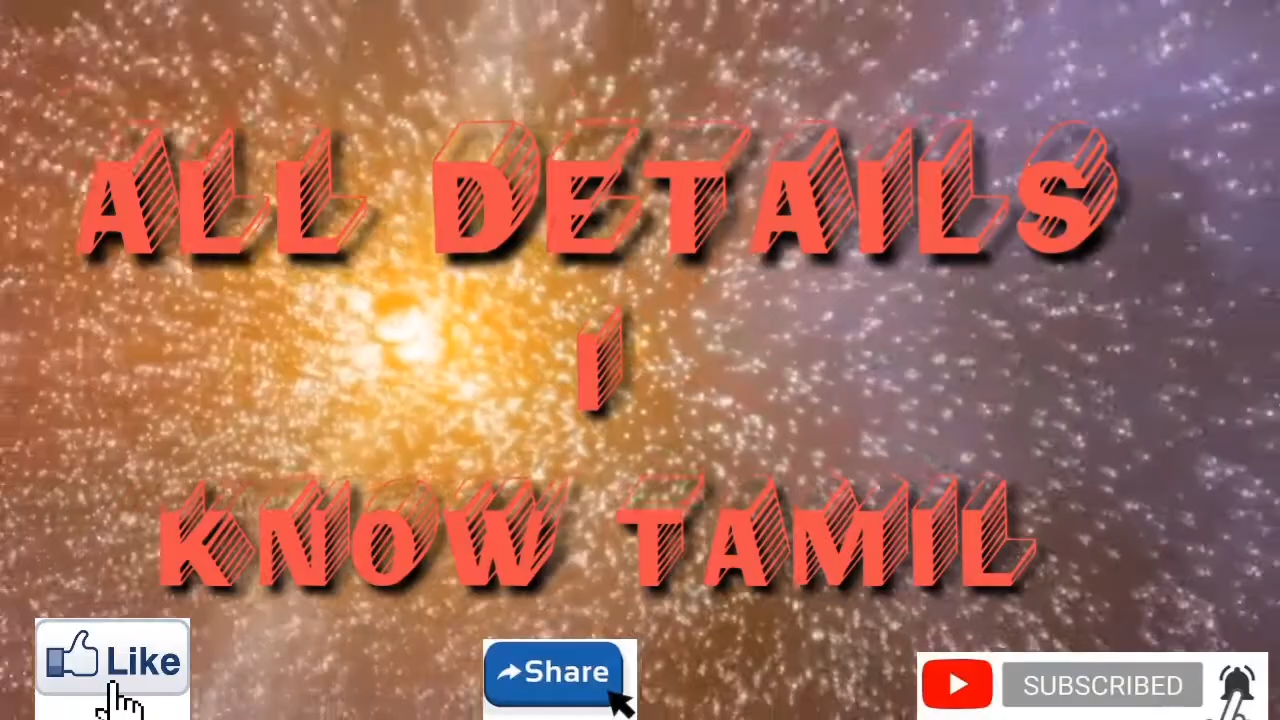 ALL DETAILS
I
KNOW TAMIL
Like
Share
SUBSCRIBED